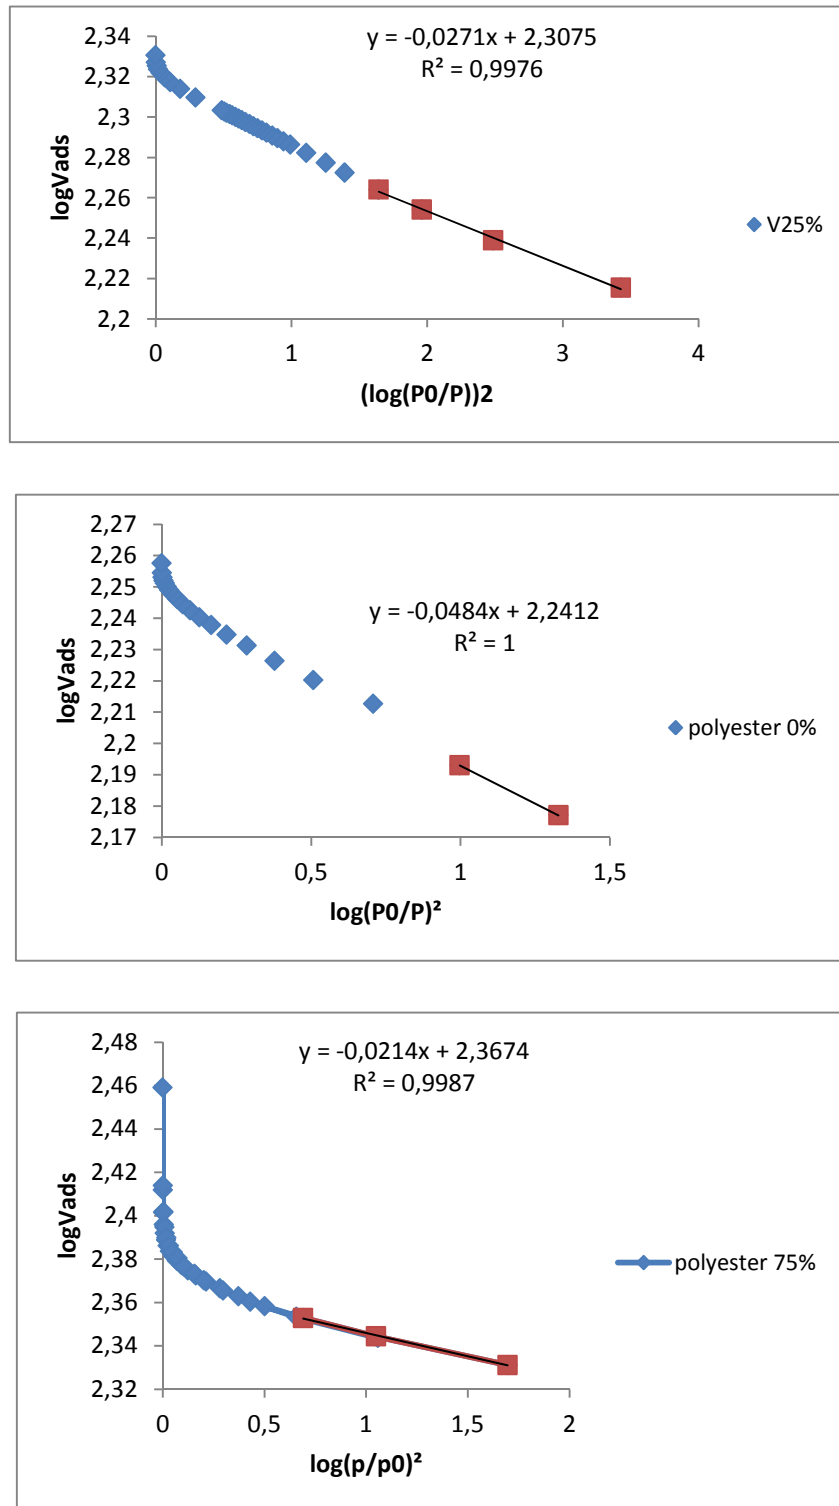 y = -0,0271x + 2,3075
R² = 0,9976
2,34
2,32
2,3
2,28
2,26
2,24
2,22
2,2
logVads
0
1
2
3
4
(log(P0/P))2
V25%
y = -0,0484x + 2,2412
R² = 1
2,27
2,26
2,25
2,24
2,23
2,22
2,21
2,2
2,19
2,18
2,17
logVads
0
0,5
1
1,5
log(P0/P)²
polyester 0%
y = -0,0214x + 2,3674
R² = 0,9987
2,48
2,46
2,44
2,42
2,4
2,38
2,36
2,34
2,32
logVads
0
0,5
1
1,5
2
log(p/p0)²
polyester 75%